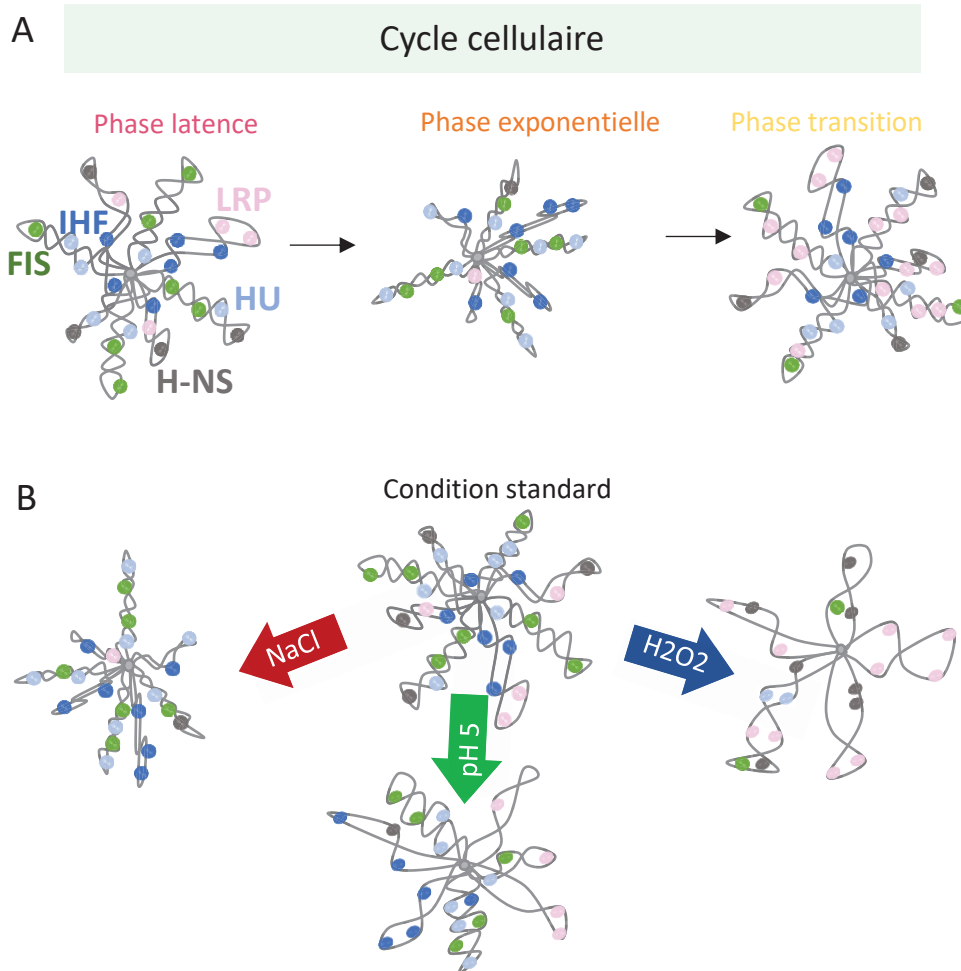 A
Cycle cellulaire
Phase latence
Phase exponentielle
Phase transition
LRP
IHF
FIS
HU
H-NS
B
Condition standard
NaCl
H2O2
pH 5